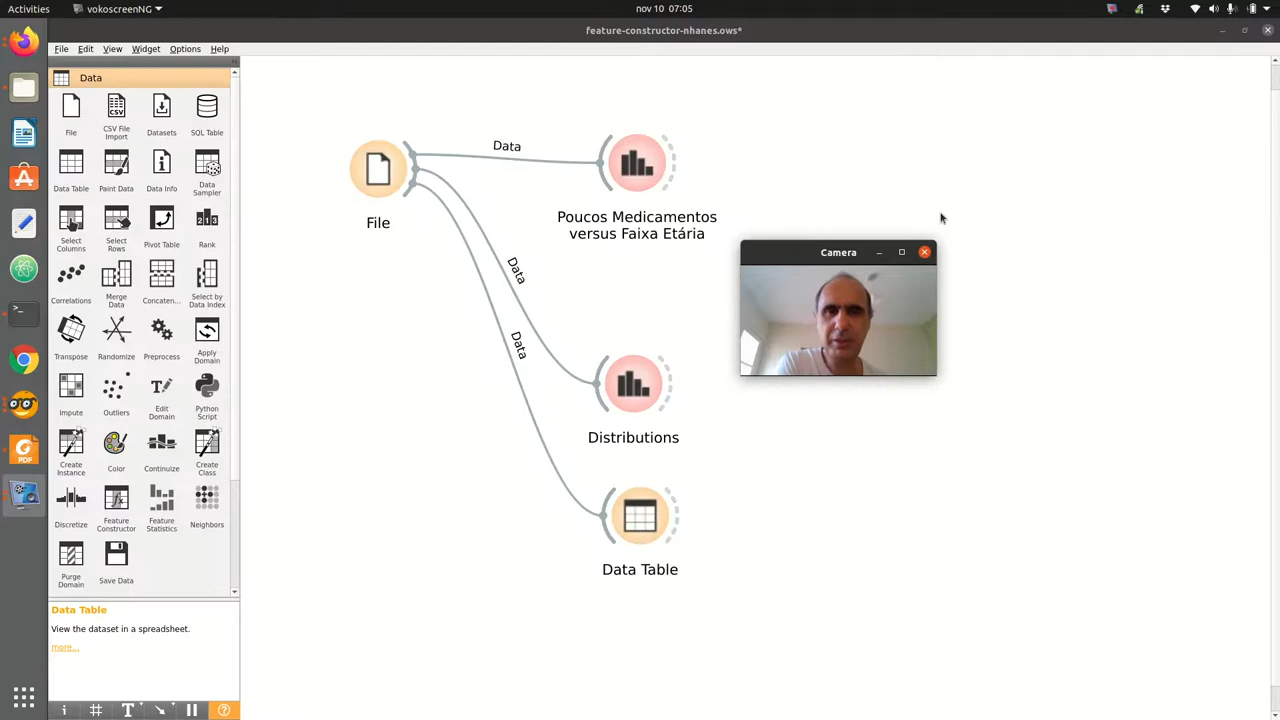 Activities
vokoscreenNG
nov 10 07:05
feature-constructor-nhanes.ows*
File Edit View Widget Options Help
Data
File
CSV File
Import
Datasets
SQL Table
Data Table
Paint Data
Data Info
Data
Sampler
Select
Columns
Select
Rows
Pivot Table
Rank
Correlations
Merge
Data
Concaten...
Select by
Data Index
Transpose
Randomize
Preprocess
Apply
Domain
Impute
Outliers
Edit
Domain
Python
Script
Create
Instance
Color
Continuize
Create
Class
Discretize
Feature
Constructor
Feature
Statistics
Neighbors
Purge
Domain
Save Data
Data Table
View the dataset in a spreadsheet.
more...
File
Data
Data
Data
Poucos Medicamentos
versus Faixa Etária
Camera
Distributions
Data Table